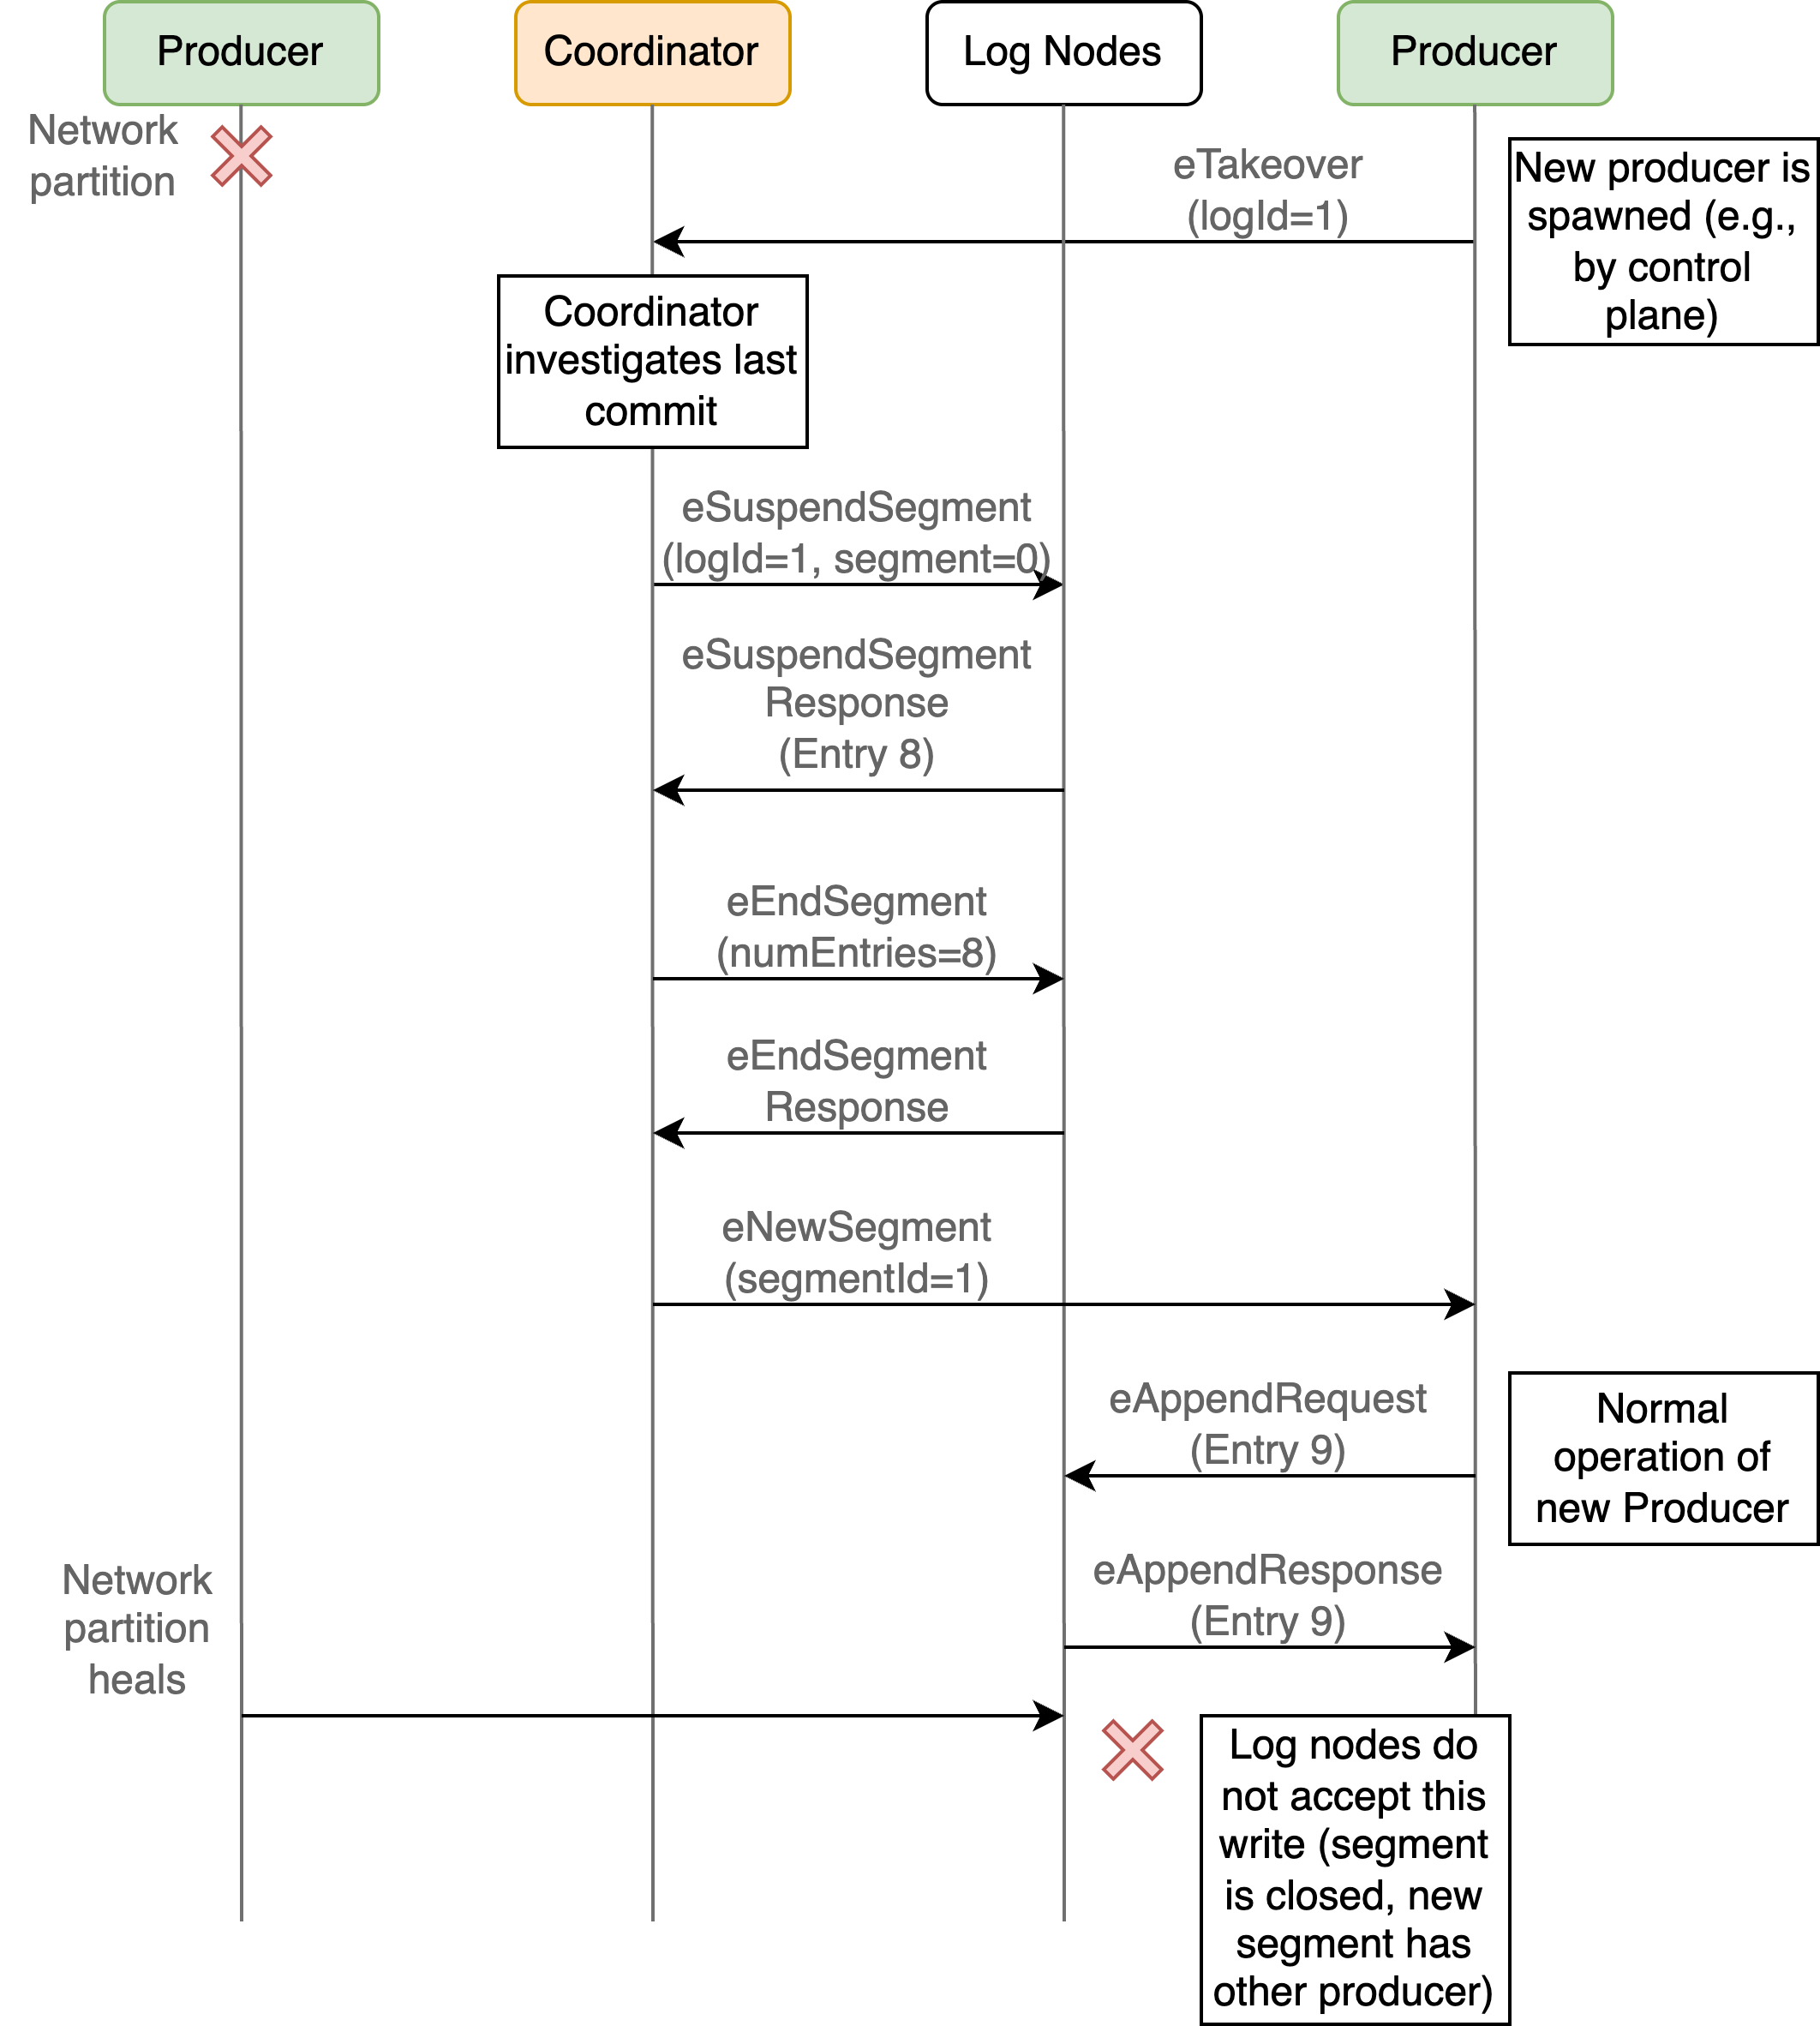 Producer
Coordinator
Log Nodes
Producer
Network
partition
eTakeover
(logId=1)
New producer is
spawned (e.g.,
by control
plane)
Coordinator
investigates last
commit
eSuspendSegment
(logId=1, segment=0)
eSuspendSegment
Response
(Entry 8)
eEndSegment
(numEntries=8)
eEndSegment
Response
eNewSegment
(segmentId=1)
eAppendRequest
(Entry 9)
Normal
operation of
new Producer
eAppendResponse
(Entry 9)
Network
partition
heals
Log nodes do
not accept this
write (segment
is closed, new
segment has
other producer)